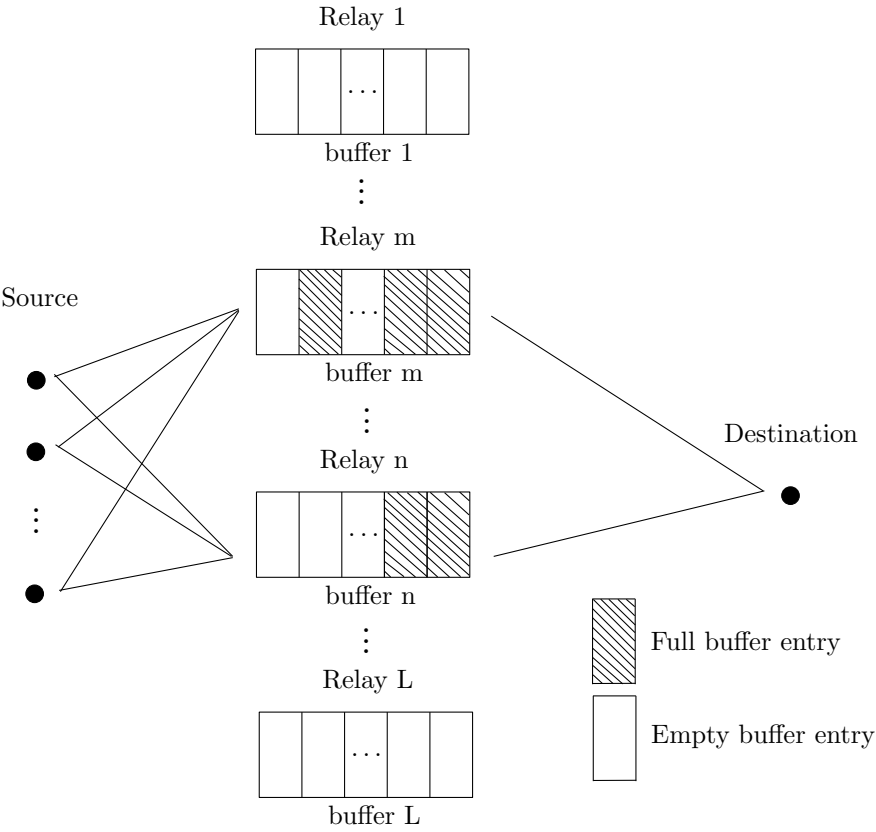 Relay 1
. . .
buffer 1
Relay m
. . .
buffer m
Source
Destination
Relay n
. . .
buffer n
Full buffer entry
Relay L
. . .
Empty buffer entry
buffer L